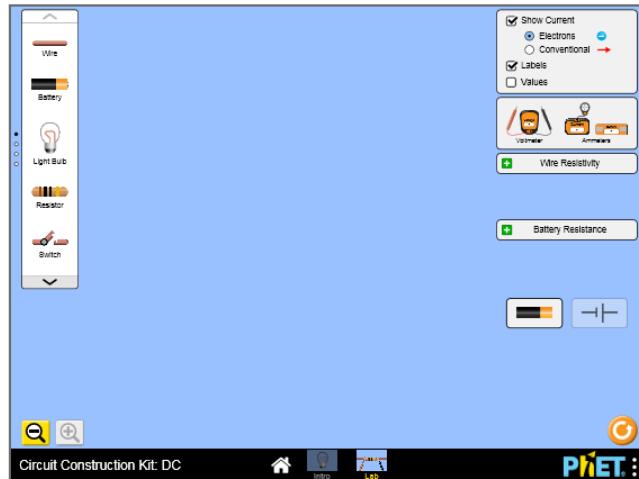 Wire
Battery
Light Bulb
Resistor
Switch
Show Current
Electrons
Conventional
Labels
Values
Voltmeter
Ammeters
Wire Resistivity
Battery Resistance
Circuit Construction Kit: DC
Intro
Lab
PhET